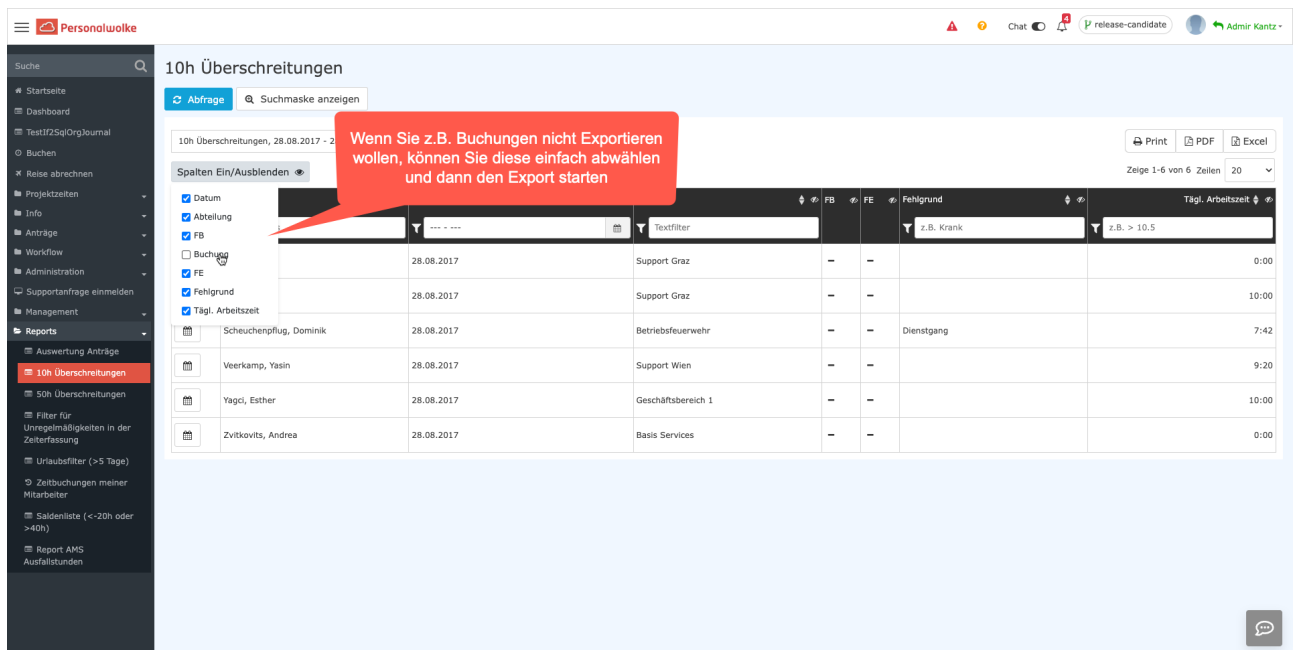 Personalwolke
Chat
4
release-candidate
Admir Kantz
Suche
Startseite
Dashboard
TestIf2SqlOrgJournal
Buchen
Reise abrechnen
Projektzeiten
Info
Anträge
Workflow
Administration
Supportanfrage einmelden
Management
Reports
Auswertung Anträge
10h Überschreitungen
50h Überschreitungen
Filter für
Unregelmäßigkeiten in der
Zeiterfassung
Urlaubsfilter (>5 Tage)
Zeitbuchungen meiner
Mitarbeiter
Saldenliste (<-20h oder
>40h)
Report AMS
Ausfallstunden
10h Überschreitungen
Abfrage
Suchmaske anzeigen
10h Überschreitungen, 28.08.2017 - 2
Wenn Sie z.B. Buchungen nicht Exportieren
wollen, können Sie diese einfach abwählen
und dann den Export starten
Print
PDF
Excel
Spalten Ein/Ausblenden
Zeige 1-6 von 6 Zeilen 20
Datum
Abteilung
FB
Buchung
FE
Fehlgrund
Tägl. Arbeitszeit
FB FE Fehlgrund Tägl. Arbeitszeit
--- - --- Textfilter z.B. Krank z.B. > 10.5
28.08.2017 Support Graz – – 0:00
28.08.2017 Support Graz – – 10:00
Scheuchenpflug, Dominik 28.08.2017 Betriebsfeuerwehr – – Dienstgang 7:42
Veerkamp, Yasin 28.08.2017 Support Wien – – 9:20
Yagci, Esther 28.08.2017 Geschäftsbereich 1 – – 10:00
Zvitkovits, Andrea 28.08.2017 Basis Services – – 0:00